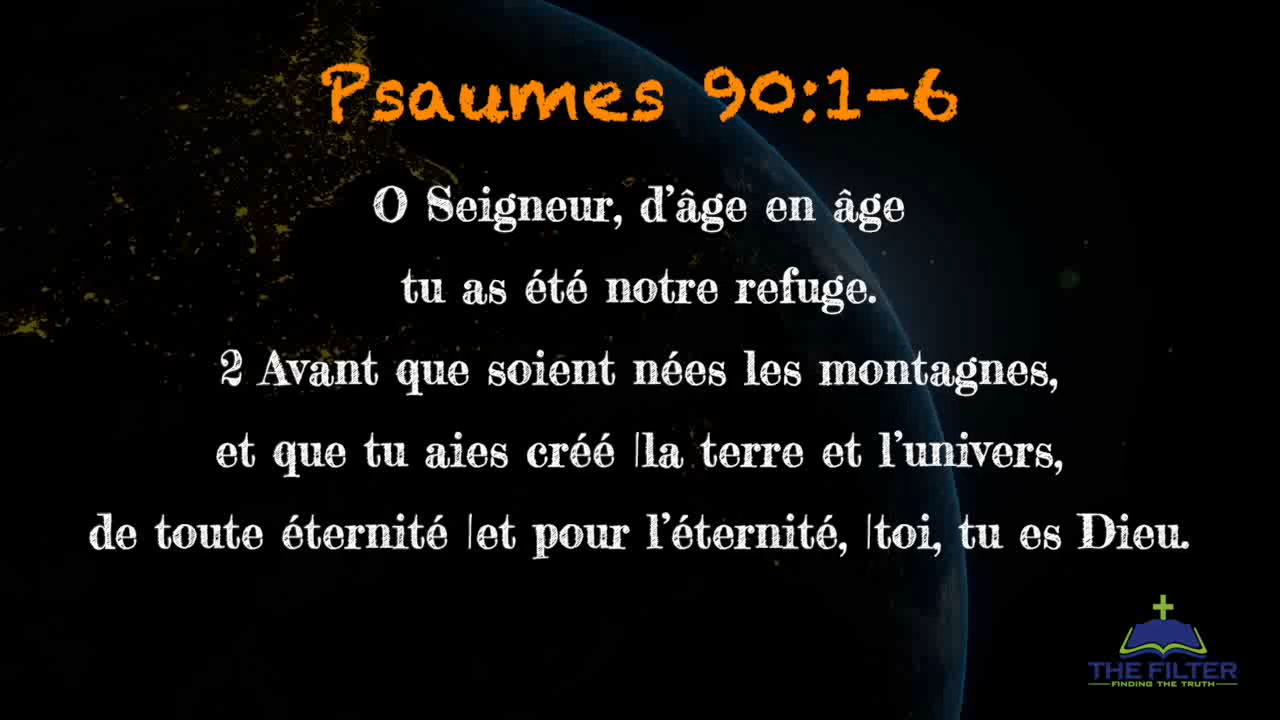 Psaumes 90:1-6
O Seigneur, d'âge en âge
tu as été notre refuge.
2 Avant que soient nées les montagnes,
et que tu aies créé |la terre et l'univers,
de toute éternité |et pour l'éternité, |toi, tu es Dieu.
THE FILTER
FINDING THE TRUTH